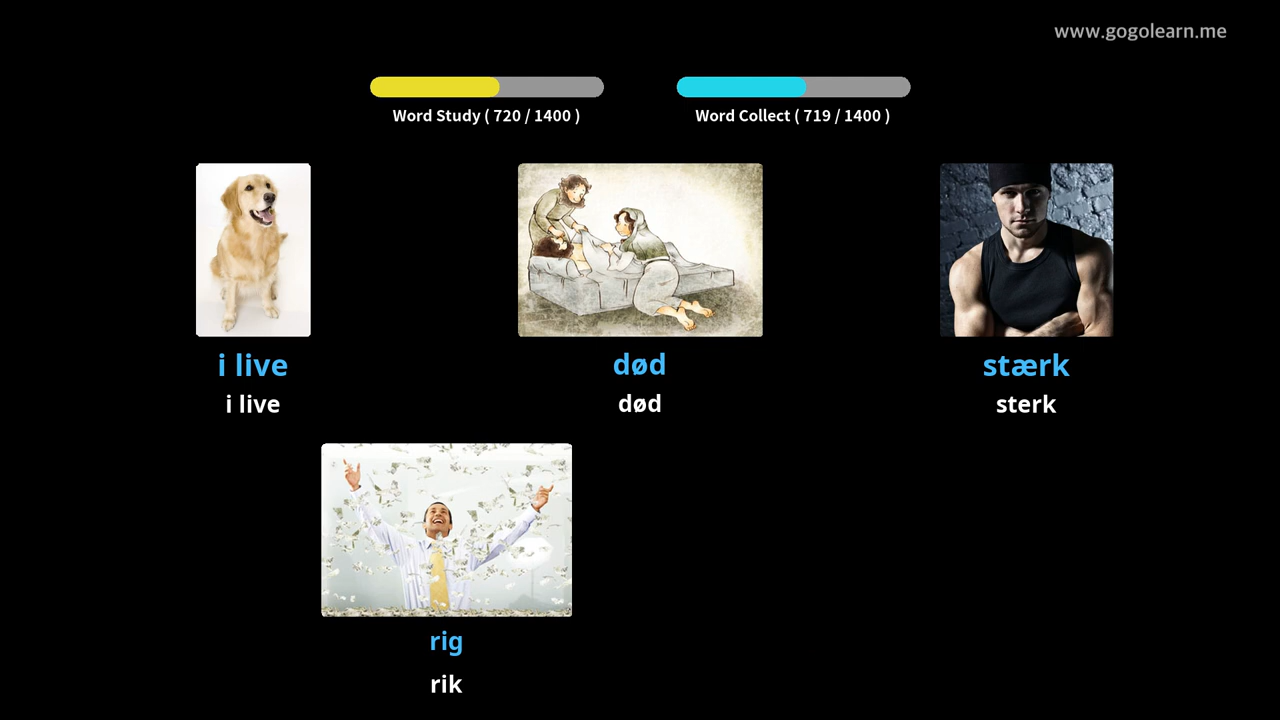 www.gogolearn.me
Word Study ( 720 / 1400 )
Word Collect ( 719 / 1400 )
i live
i live
død
død
stærk
sterk
rig
rik